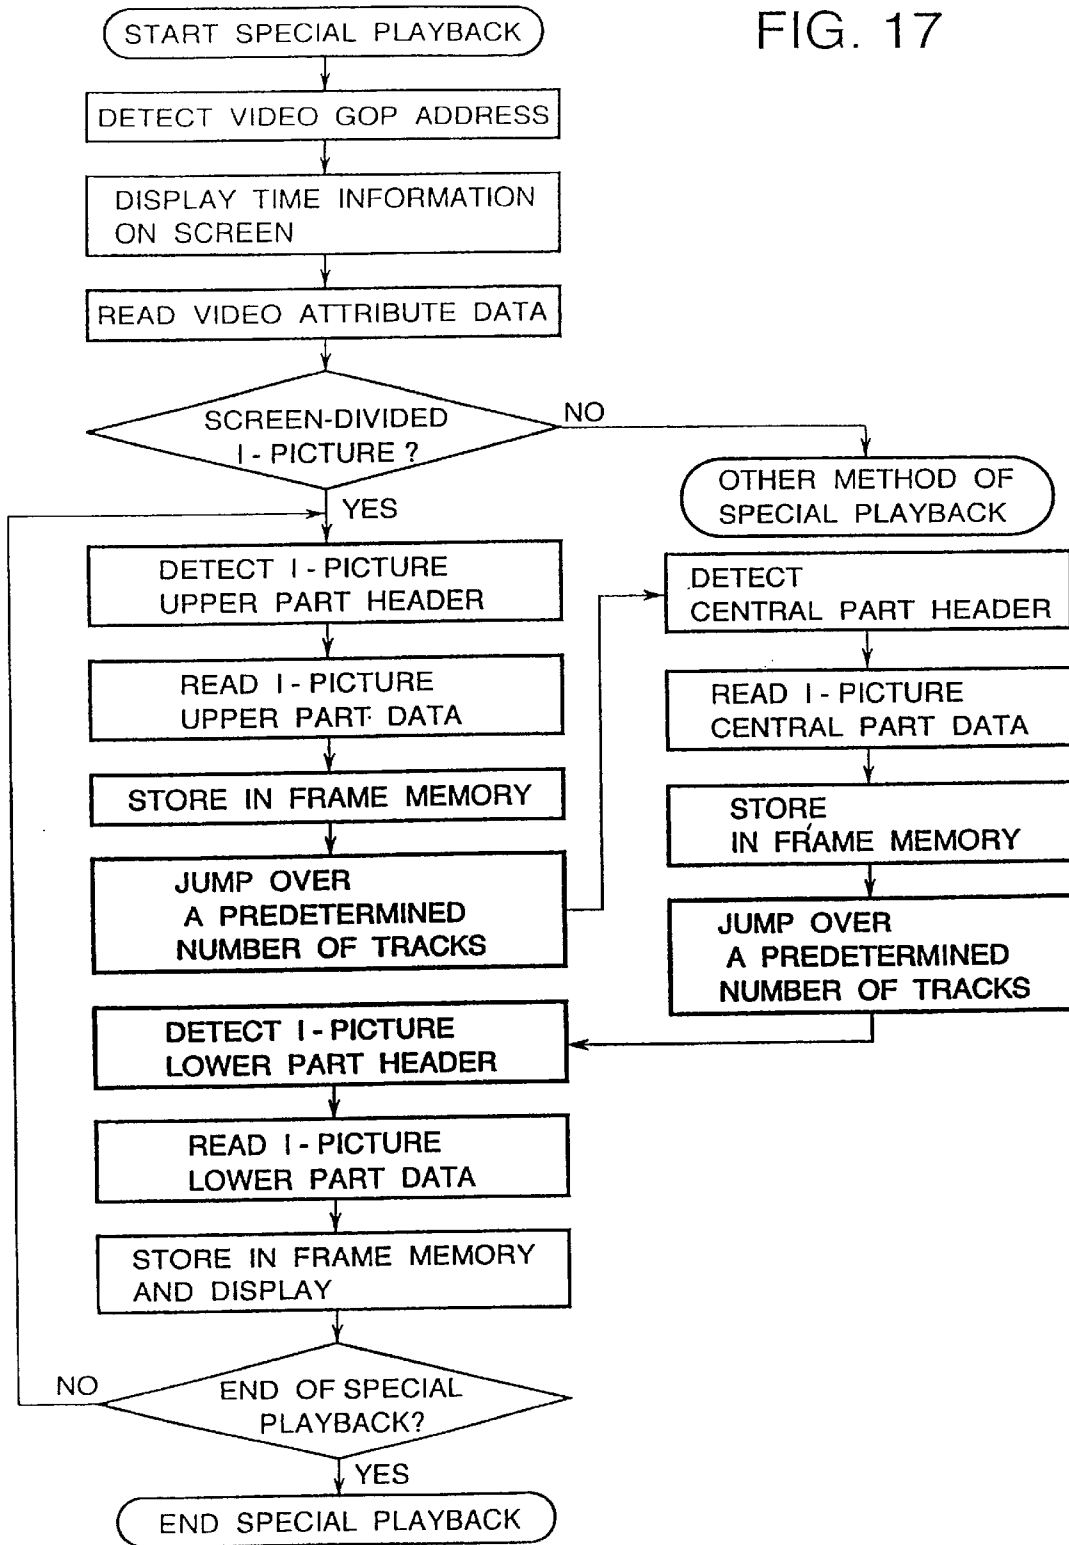 FIG. 17
START SPECIAL PLAYBACK
DETECT VIDEO GOP ADDRESS
DISPLAY TIME INFORMATION
ON SCREEN
READ VIDEO ATTRIBUTE DATA
SCREEN-DIVIDED
I - PICTURE ?
NO
YES
OTHER METHOD OF
SPECIAL PLAYBACK
DETECT I - PICTURE
UPPER PART HEADER
READ I - PICTURE
UPPER PART DATA
STORE IN FRAME MEMORY
JUMP OVER
A PREDETERMINED
NUMBER OF TRACKS
DETECT
CENTRAL PART HEADER
READ I - PICTURE
CENTRAL PART DATA
STORE
IN FRAME MEMORY
JUMP OVER
A PREDETERMINED
NUMBER OF TRACKS
DETECT I - PICTURE
LOWER PART HEADER
READ I - PICTURE
LOWER PART DATA
STORE IN FRAME MEMORY
AND DISPLAY
END OF SPECIAL
PLAYBACK?
NO
YES
END SPECIAL PLAYBACK